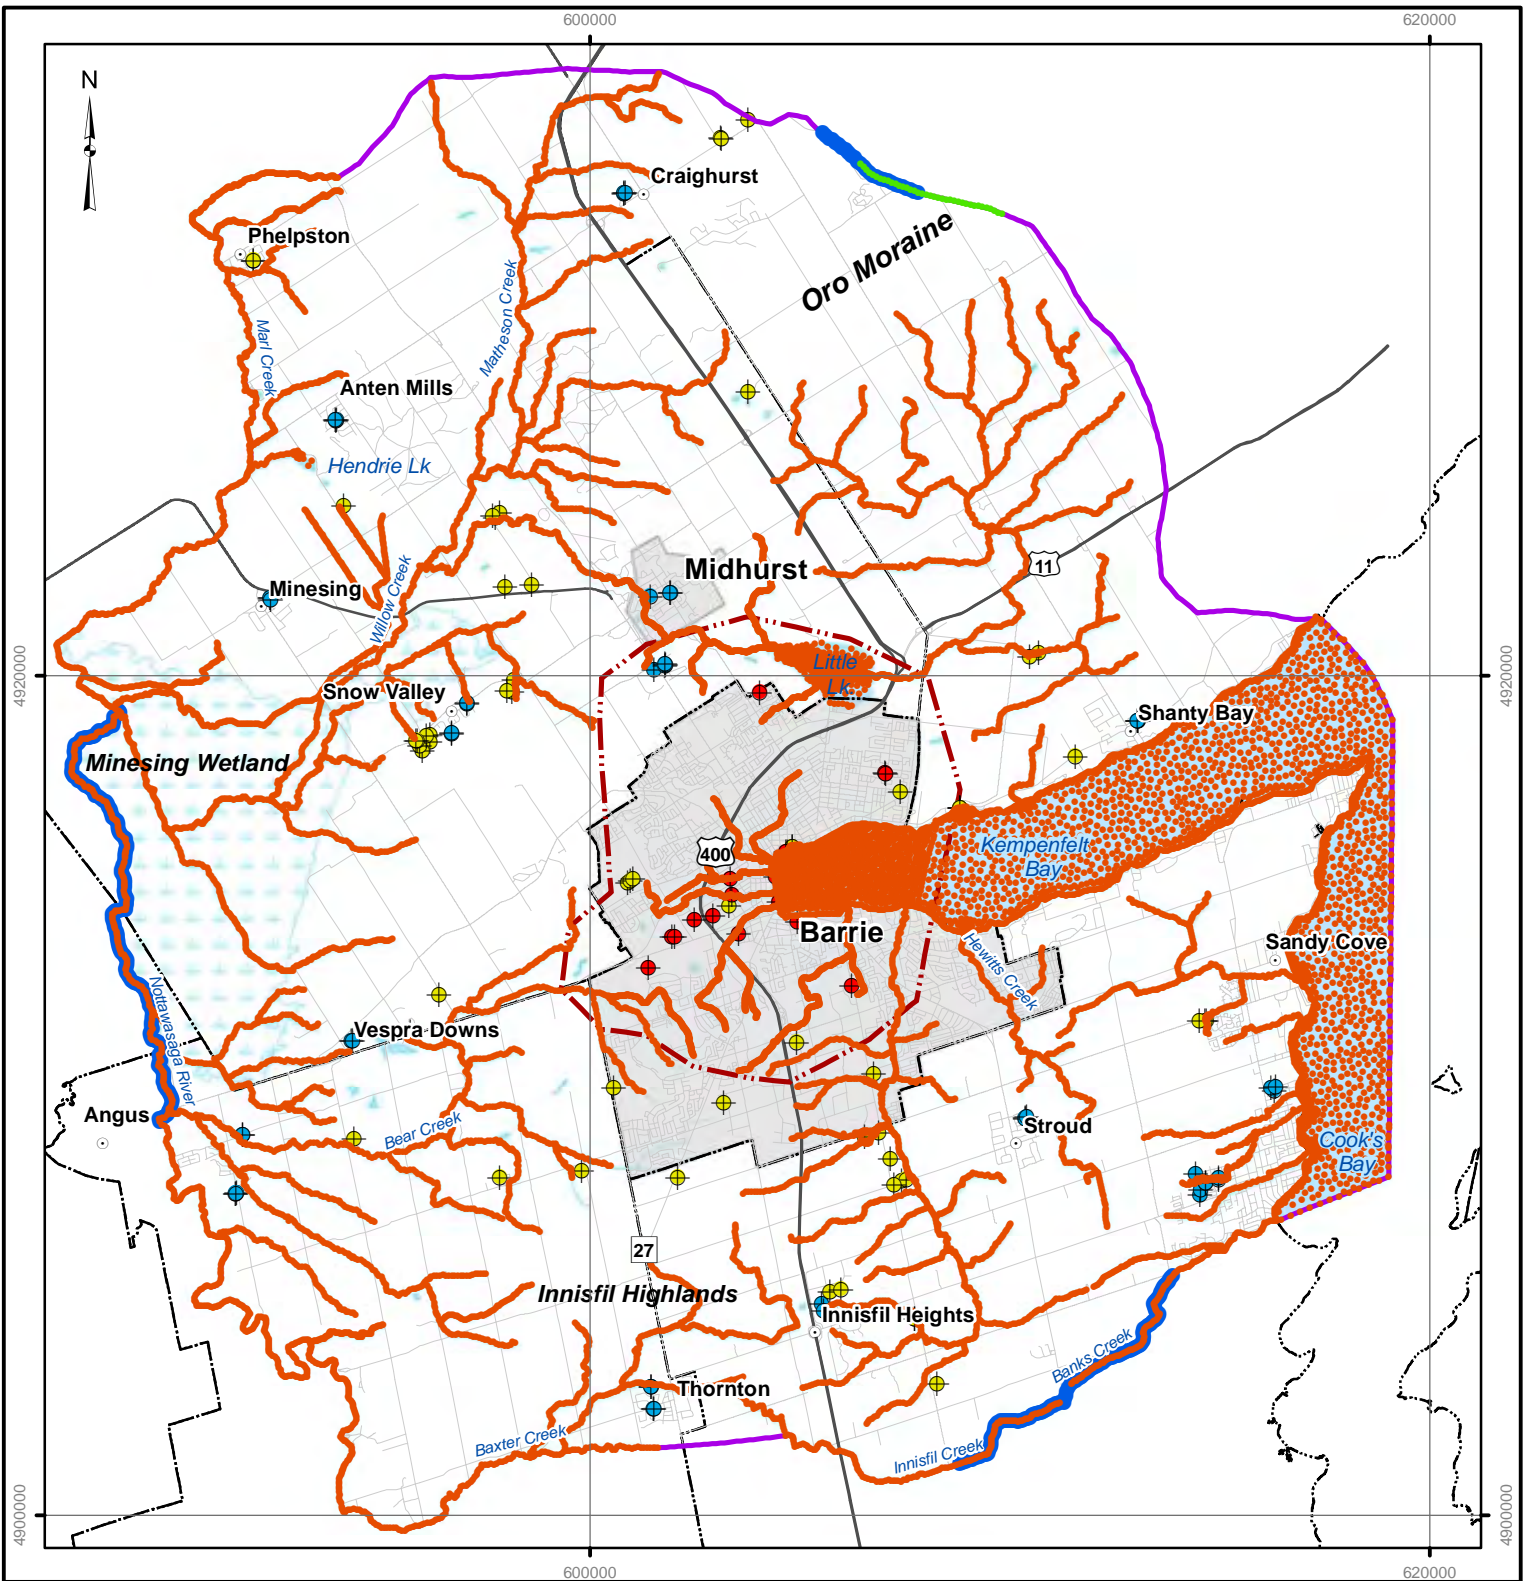 600000
620000
N
Craighurst
Phelpston
Oro Moraine
Matheson Creek
Marl Creek
Anten Mills
Hendrie Lk
11
Midhurst
Minesing
Willow Creek
Little
Lk
4920000
4920000
Snow Valley
Shanty Bay
Minesing Wetland
400
Kempenfelt
Bay
Barrie
Hewitts Creek
Sandy Cove
Nottawasaga River
Vespra Downs
Angus
Bear Creek
Stroud
Cook's
Bay
27
Innisfil Highlands
Innisfil Heights
Banks Creek
Thornton
Baxter Creek
Innisfil Creek
4900000
4900000
600000
620000